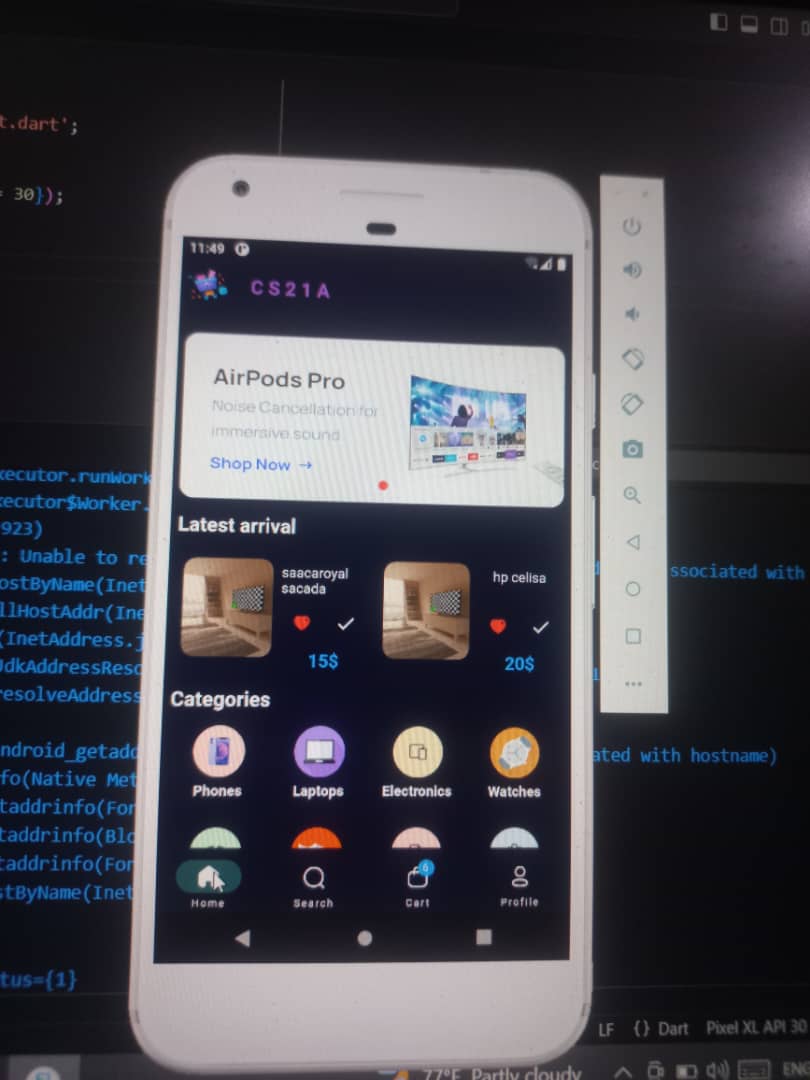 t.dart';
= 30});
11:49
CS21A
AirPods Pro
Noise Cancellation for
immersive sound
Shop Now →
Latest arrival
saacaroyal
sacada
15$
hp celisa
20$
Categories
Phones
Laptops
Electronics
Watches
6
Home
Search
Cart
Profile
xecutor.runWork
xecutor$Worker.
923)
: Unable to re
ssociated with
ostByName(Inet
llHostAddr(Ine
(InetAddress.j
dkAddressReso
resolveAddress
ndroid_getadd
ated with hostname)
fo(Native Met
taddrinfo(For
taddrinfo(Blo
taddrinfo(For
stByName(Inet
tus={1}
LF {} Dart Pixel XL API 30
77°F Partly cloudy
ENG